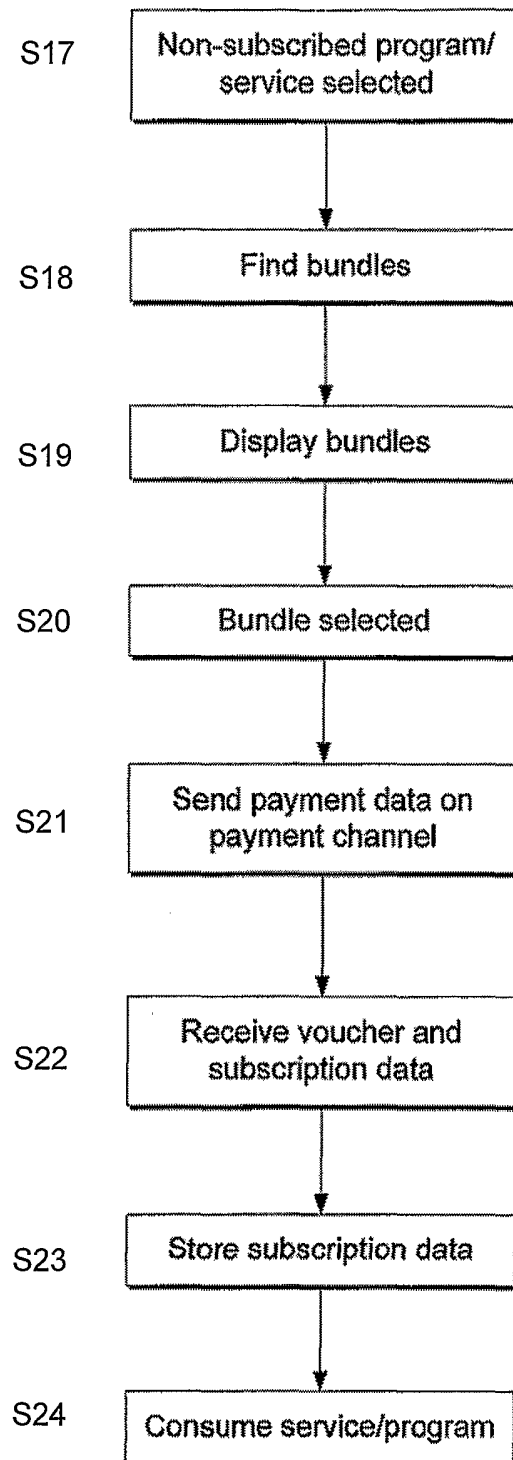 S17
Non-subscribed program/
service selected
S18
Find bundles
S19
Display bundles
S20
Bundle selected
S21
Send payment data on
payment channel
S22
Receive voucher and
subscription data
S23
Store subscription data
S24
Consume service/program